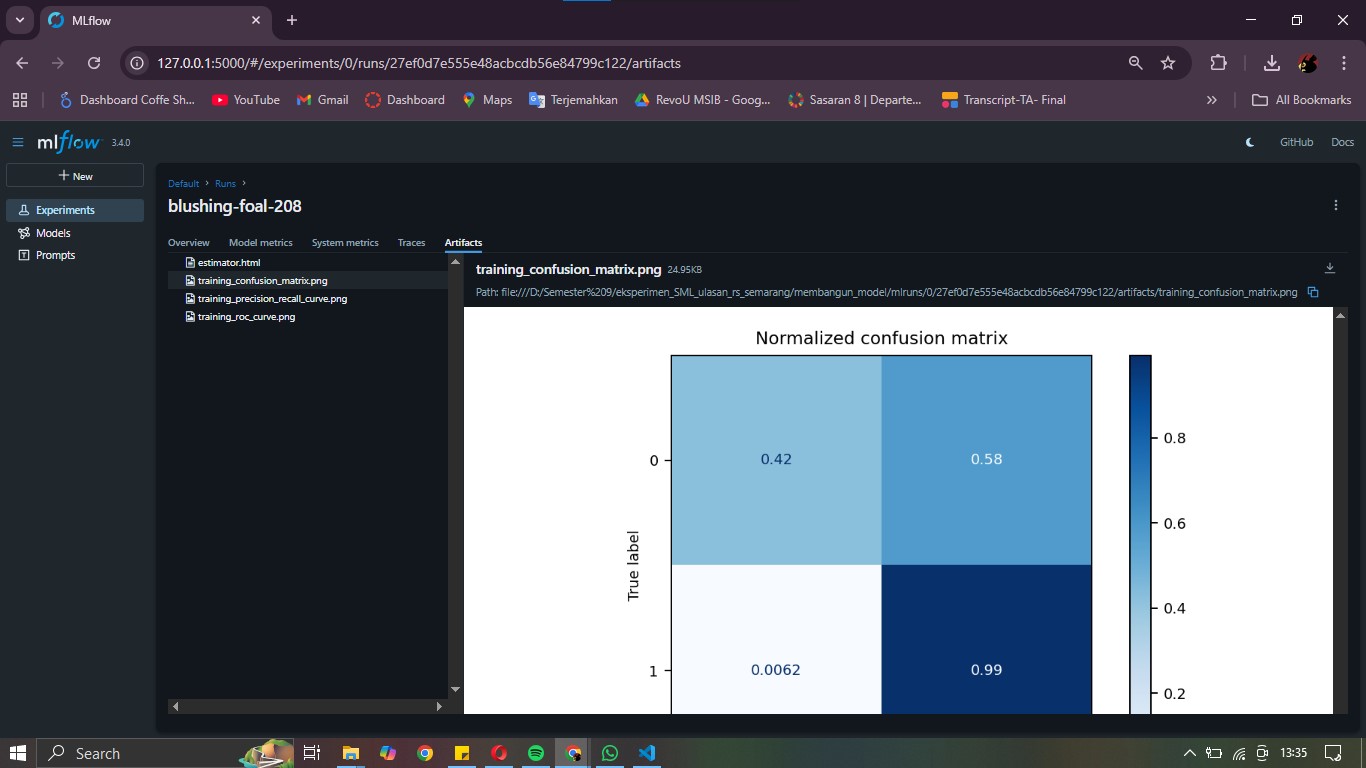 MLflow
127.0.0.1:5000/#/experiments/0/runs/27ef0d7e555e48acbcdb56e84799c122/artifacts
Dashboard Coffe Sh...
YouTube
Gmail
Dashboard
Maps
Terjemahkan
RevoU MSIB - Goog...
Sasaran 8 | Departe...
Transcript-TA- Final
»
All Bookmarks
mlflow 3.4.0
GitHub
Docs
+ New
Experiments
Models
Prompts
Default > Runs >
blushing-foal-208
Overview
Model metrics
System metrics
Traces
Artifacts
estimator.html
training_confusion_matrix.png
training_precision_recall_curve.png
training_roc_curve.png
training_confusion_matrix.png 24.95KB
Path: file:///D:/Semester%209/eksperimen_SML_ulasan_rs_semarang/membangun_model/mlruns/0/27ef0d7e555e48acbcdb56e84799c122/artifacts/training_confusion_matrix.png
Normalized confusion matrix
0
0.42
0.58
True label
1
0.0062
0.99
0.8
0.6
0.4
0.2
Search
13:35